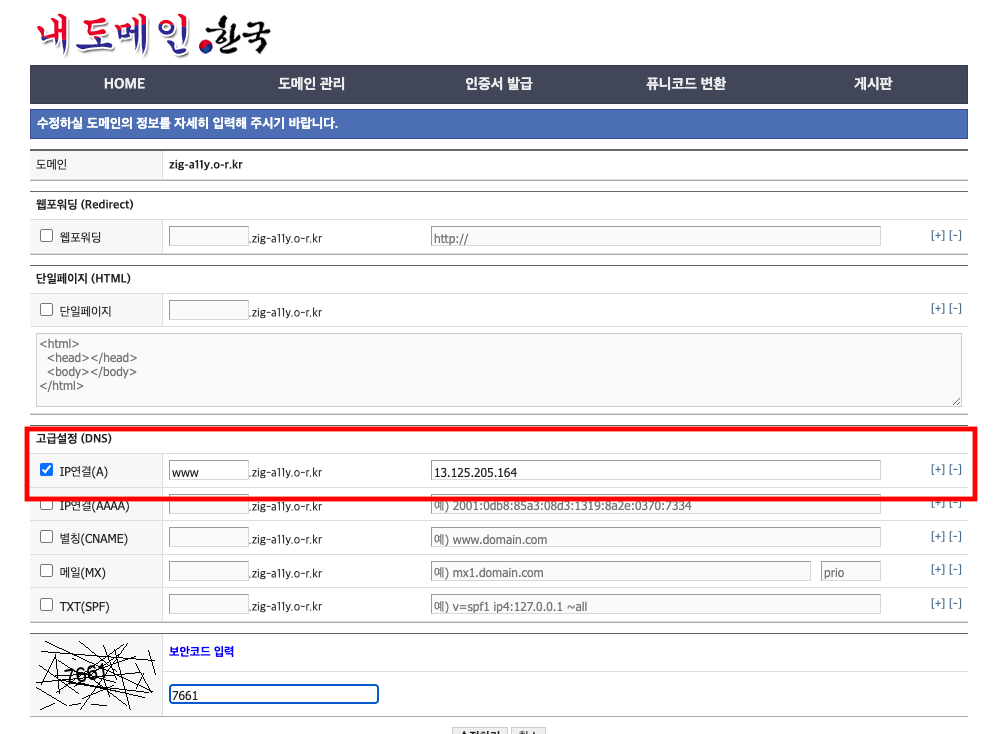 내도메인.한국
HOME 도메인 관리 인증서 발급 퓨니코드 변환 게시판
수정하실 도메인의 정보를 자세히 입력해 주시기 바랍니다.
도메인 zig-a11y.o-r.kr
웹포워딩 (Redirect)
웹포워딩 .zig-a11y.o-r.kr http:// [+] [-]
단일페이지 (HTML)
단일페이지 .zig-a11y.o-r.kr [+] [-]
<html>
<head></head>
<body></body>
</html>
고급설정 (DNS)
IP연결(A) www .zig-a11y.o-r.kr 13.125.205.164 [+] [-]
IP연결(AAAA) .zig-a11y.o-r.kr 예) 2001:0db8:85a3:08d3:1319:8a2e:0370:7334 [+] [-]
별칭(CNAME) .zig-a11y.o-r.kr 예) www.domain.com [+] [-]
메일(MX) .zig-a11y.o-r.kr 예) mx1.domain.com prio [+] [-]
TXT(SPF) .zig-a11y.o-r.kr 예) v=spf1 ip4:127.0.0.1 ~all [+] [-]
보안코드 입력
7661
7661
수정하기 취소